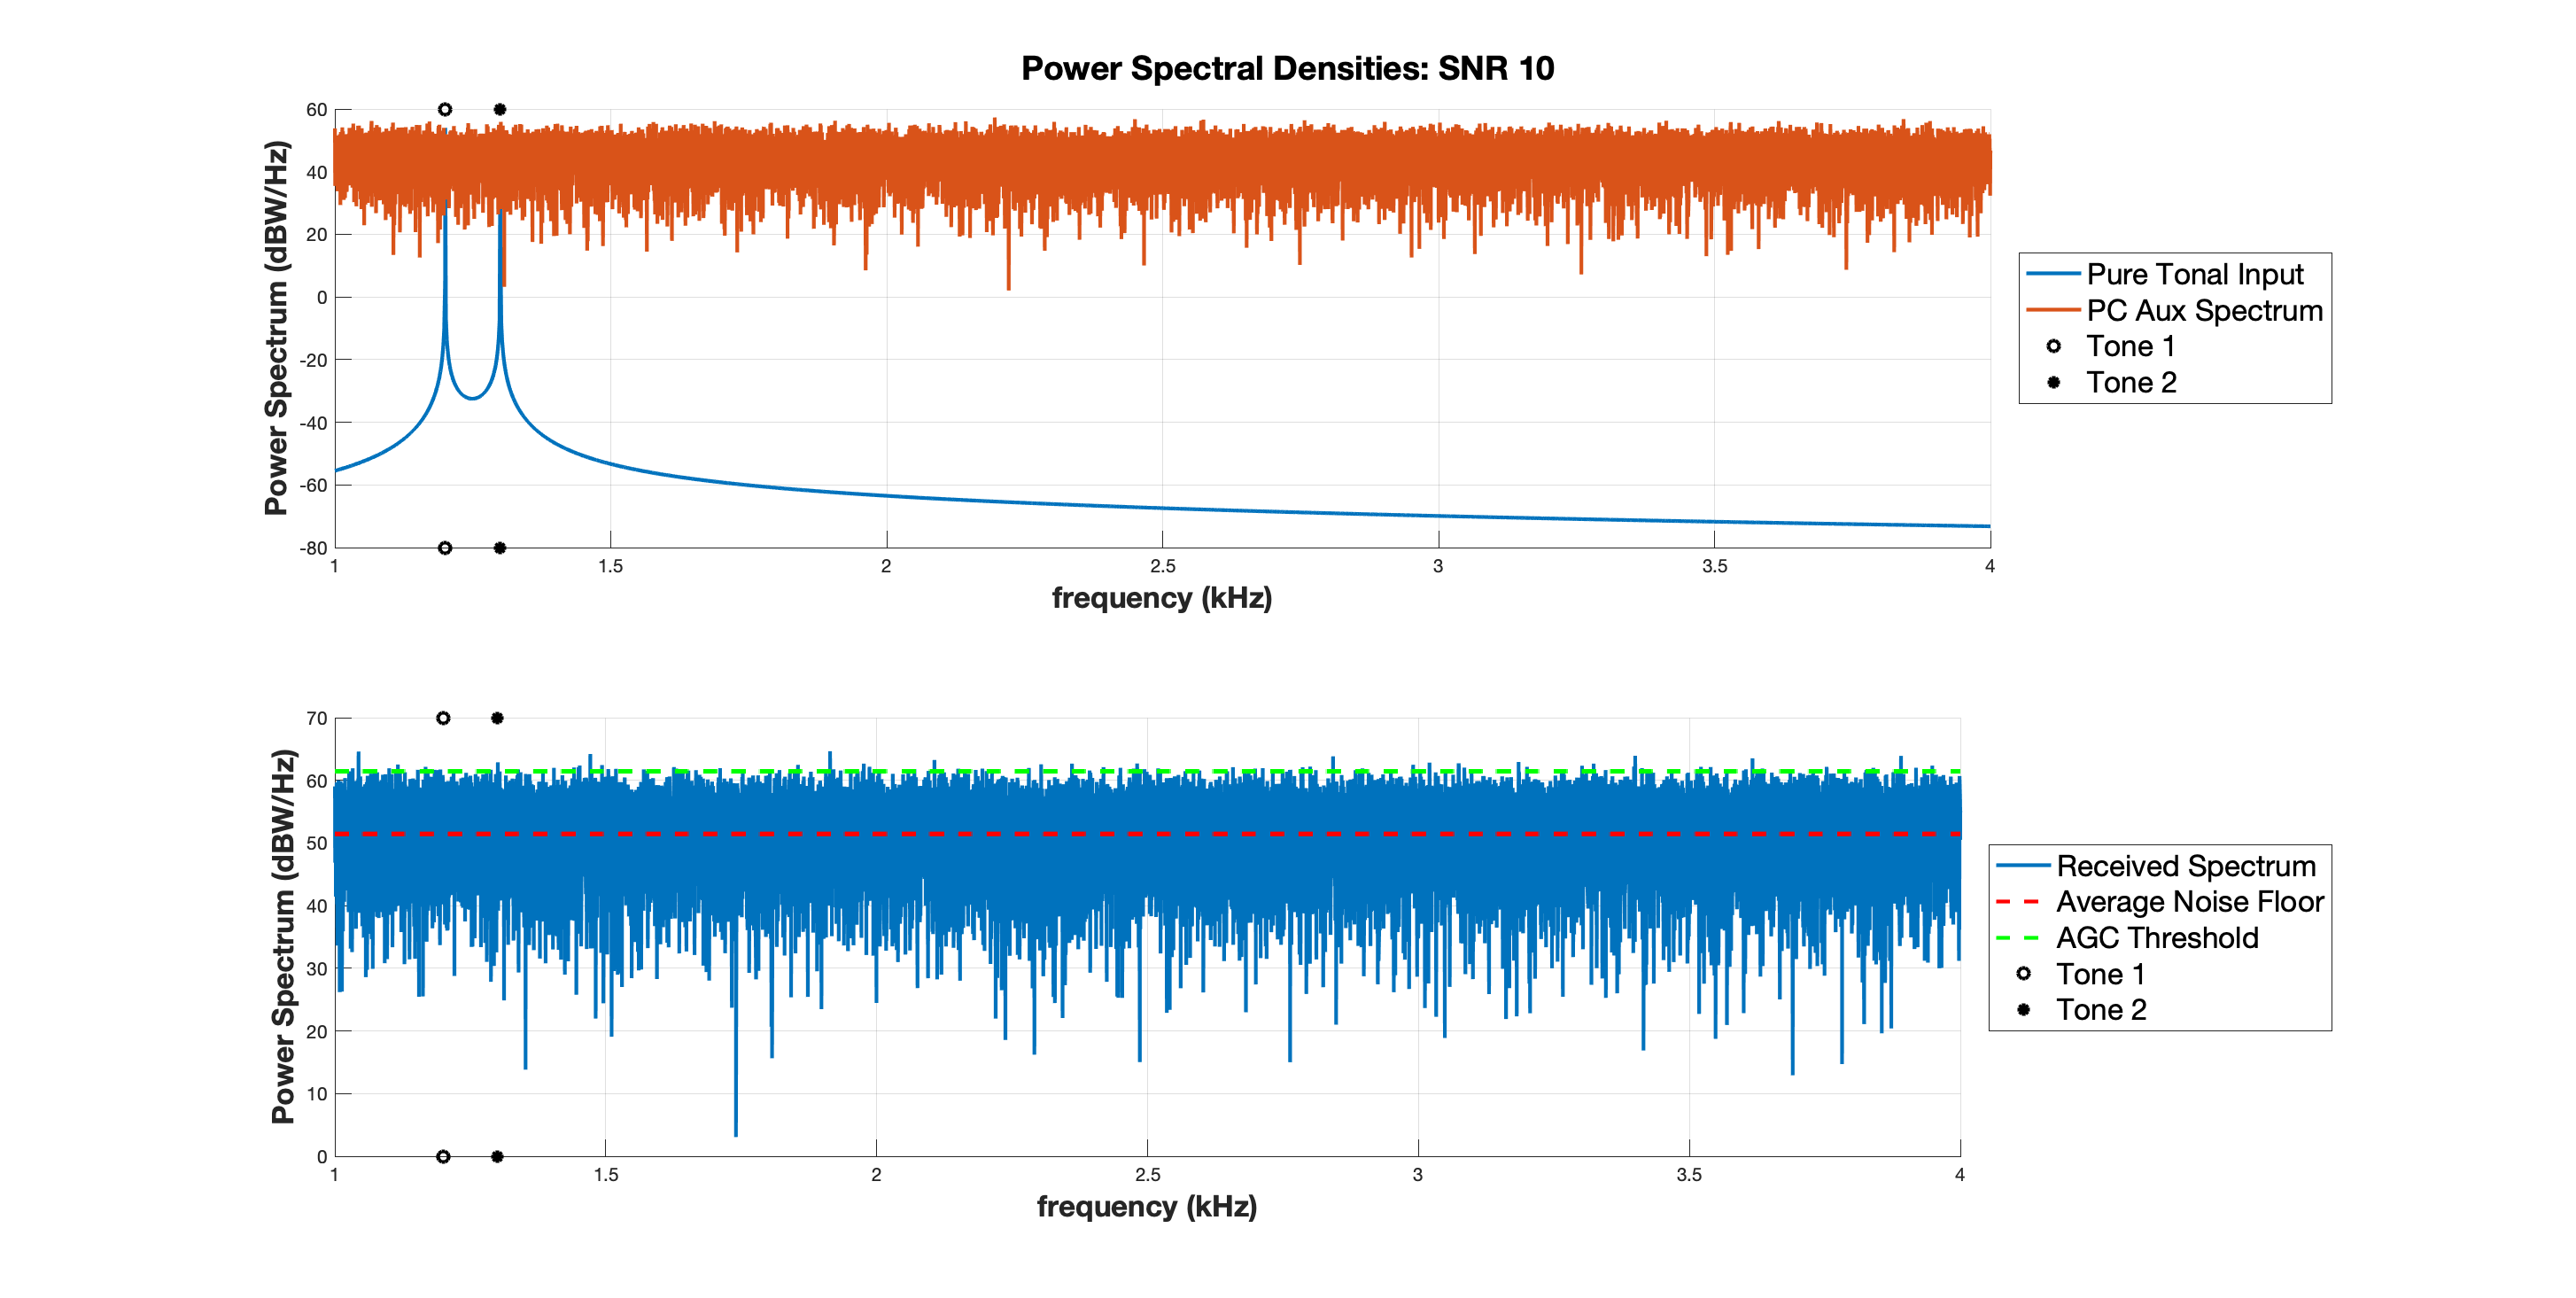 Power Spectral Densities: SNR 10
Power Spectrum (dBW/Hz)
60
40
20
0
-20
-40
-60
-80
1 1.5 2 2.5 3 3.5 4
frequency (kHz)
Pure Tonal Input
PC Aux Spectrum
Tone 1
Tone 2
Power Spectrum (dBW/Hz)
70
60
50
40
30
20
10
0
1 1.5 2 2.5 3 3.5 4
frequency (kHz)
Received Spectrum
Average Noise Floor
AGC Threshold
Tone 1
Tone 2